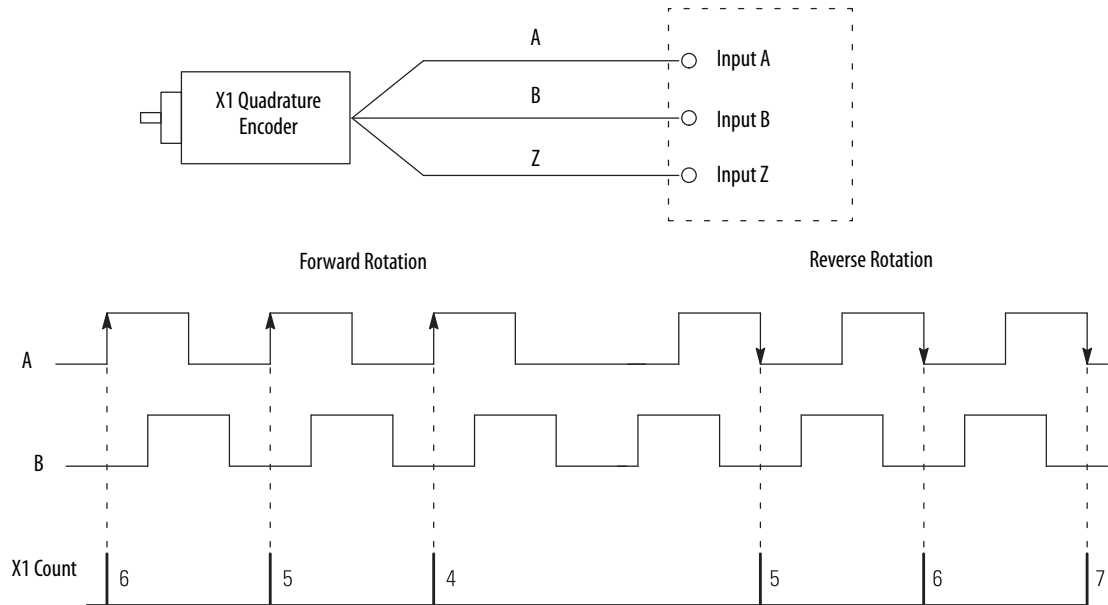 A
Input A
X1 Quadrature
Encoder
B
Input B
Z
Input Z
Forward Rotation
Reverse Rotation
A
B
X1 Count
6
5
4
5
6
7